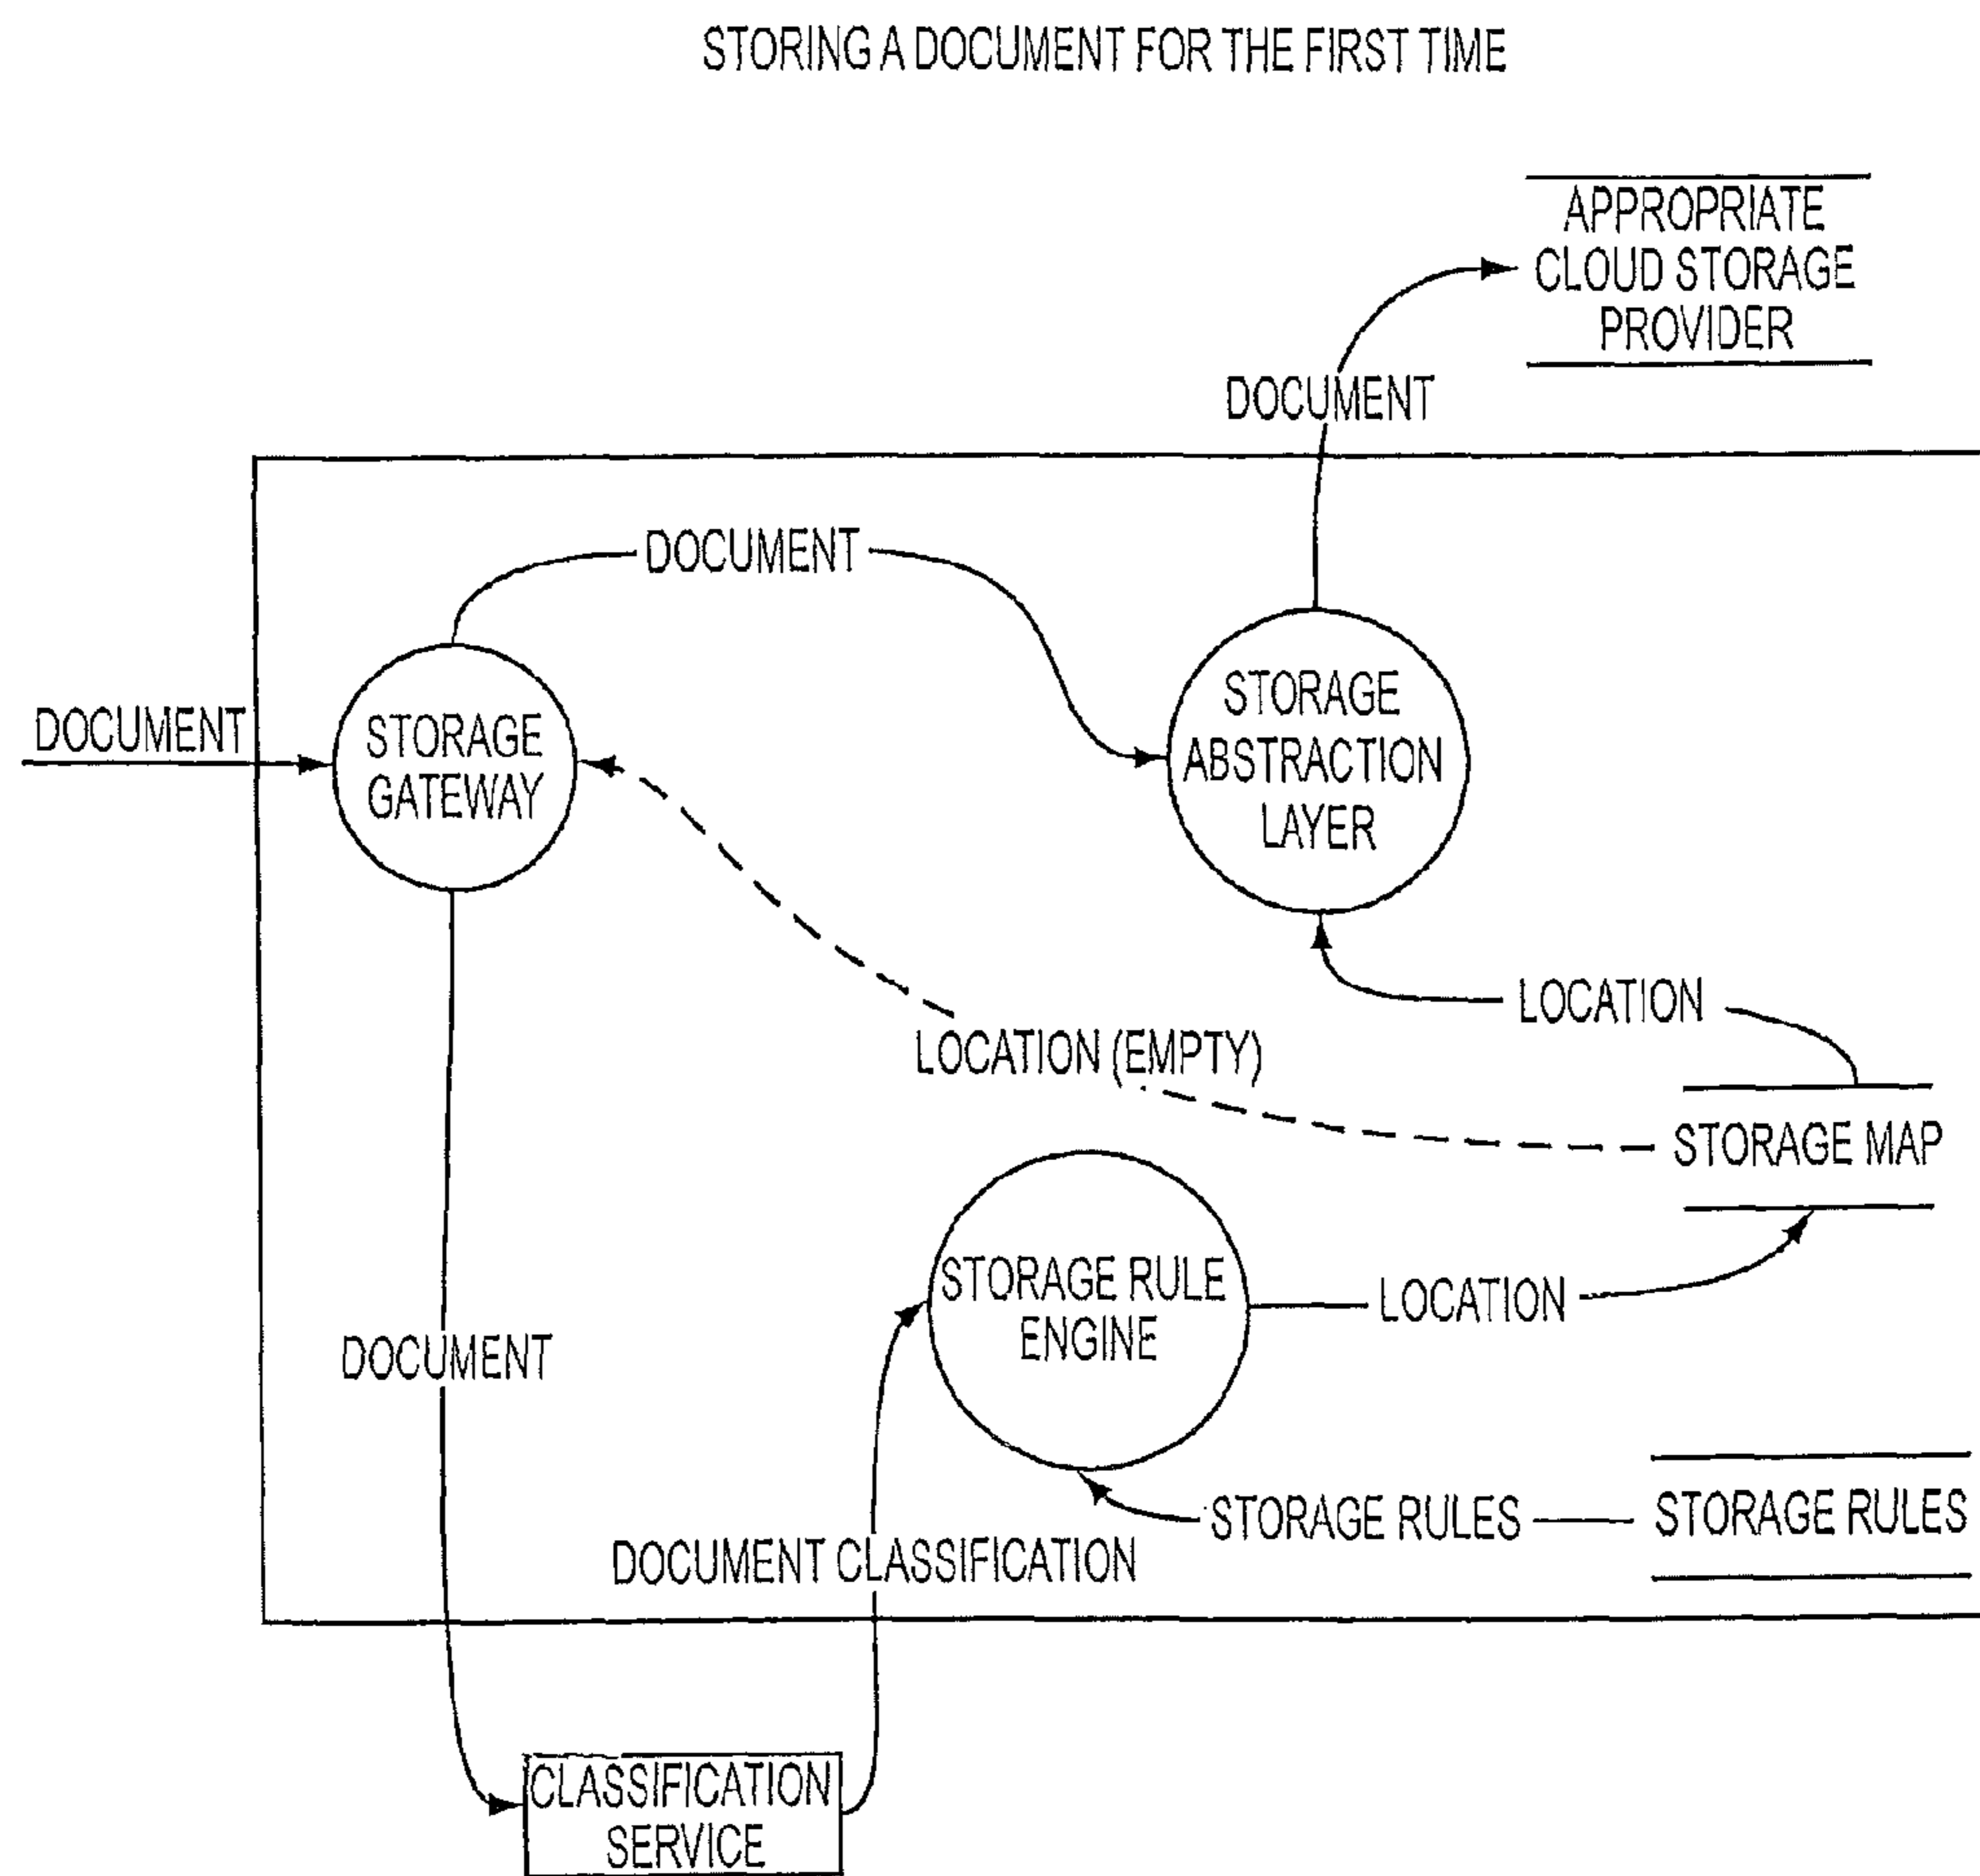 STORING A DOCUMENT FOR THE FIRST TIME
APPROPRIATE
CLOUD STORAGE
PROVIDER
DOCUMENT
DOCUMENT
DOCUMENT
STORAGE
GATEWAY
STORAGE
ABSTRACTION
LAYER
LOCATION
LOCATION (EMPTY)
STORAGE MAP
STORAGE RULE
ENGINE
LOCATION
DOCUMENT
STORAGE RULES
STORAGE RULES
DOCUMENT CLASSIFICATION
CLASSIFICATION
SERVICE